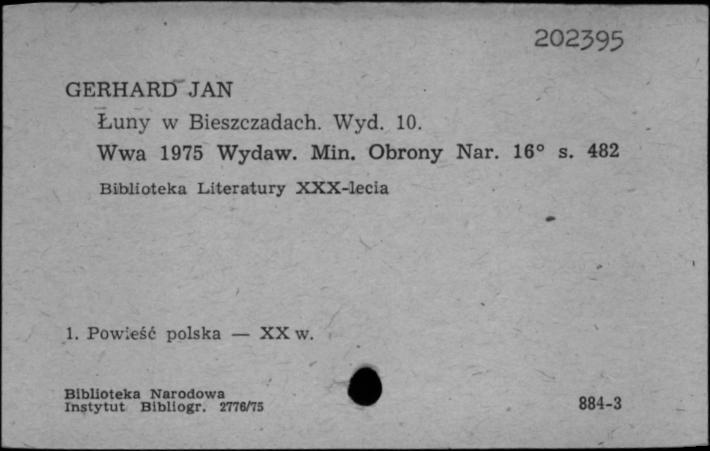 202395
GERHARD JAN
Łuny w Bieszczadach. Wyd. 10.
Wwa 1975 Wydaw. Min. Obrony Nar. 16° s. 482
Biblioteka Literatury XXX-lecia
1. Powieść polska — XX w.
Biblioteka Narodowa
Instytut Bibliogr. 2776/75
884-3